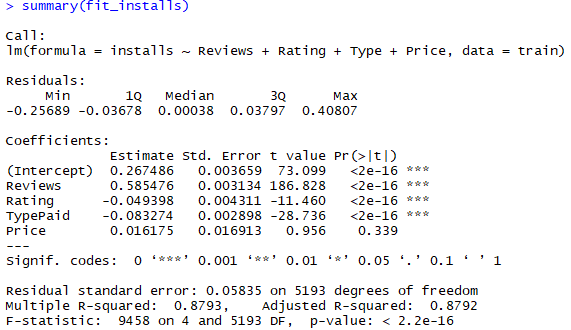 > summary(fit_installs)

Call:
lm(formula = installs ~ Reviews + Rating + Type + Price, data = train)

Residuals:
     Min       1Q   Median       3Q      Max
-0.25689 -0.03678  0.00038  0.03797  0.40807

Coefficients:
             Estimate Std. Error t value Pr(>|t|)
(Intercept)  0.267486   0.003659  73.099   <2e-16 ***
Reviews      0.585476   0.003134 186.828   <2e-16 ***
Rating      -0.049398   0.004311 -11.460   <2e-16 ***
TypePaid    -0.083274   0.002898 -28.736   <2e-16 ***
Price        0.016175   0.016913   0.956    0.339
---
Signif. codes:  0 ‘***’ 0.001 ‘**’ 0.01 ‘*’ 0.05 ‘.’ 0.1 ‘ ’ 1

Residual standard error: 0.05835 on 5193 degrees of freedom
Multiple R-squared:  0.8793,    Adjusted R-squared:  0.8792
F-statistic:  9458 on 4 and 5193 DF,  p-value: < 2.2e-16